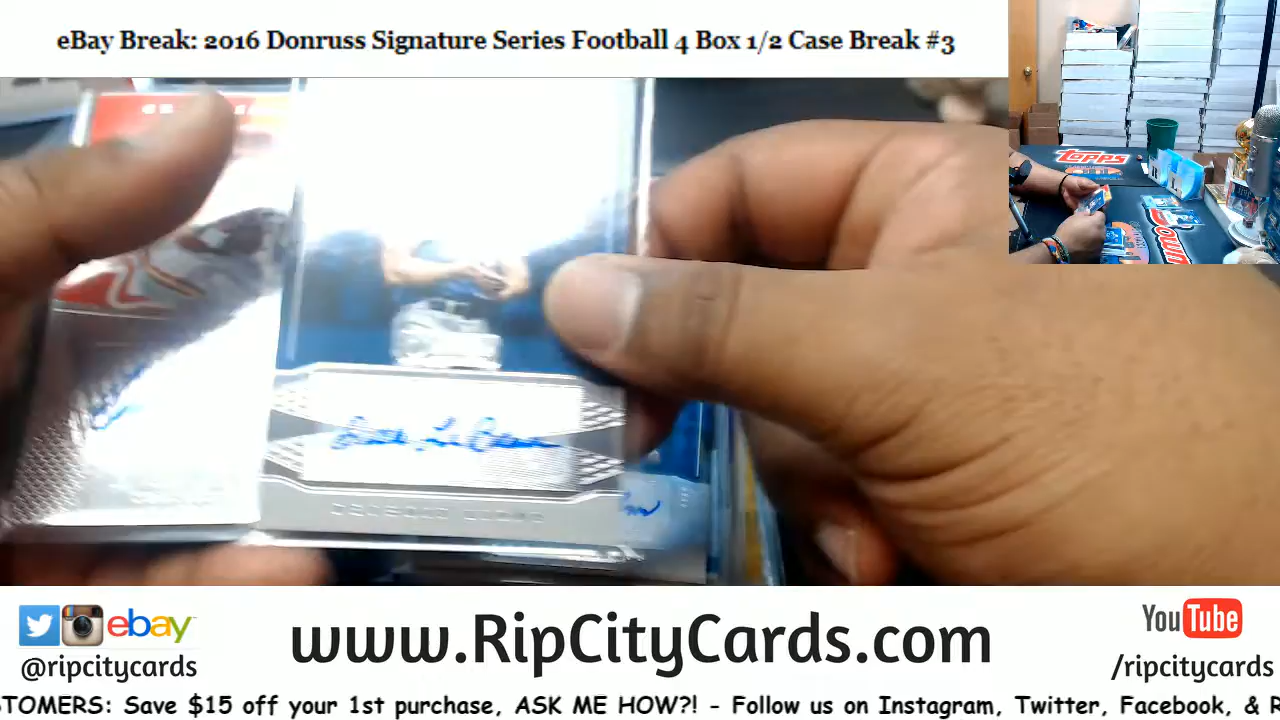 eBay Break: 2016 Donruss Signature Series Football 4 Box 1/2 Case Break #3
Topps
ebay
@ripcitycards
www.RipCityCards.com
YouTube
/ripcitycards
STOMERS: Save $15 off your 1st purchase, ASK ME HOW?! - Follow us on Instagram, Twitter, Facebook, & R